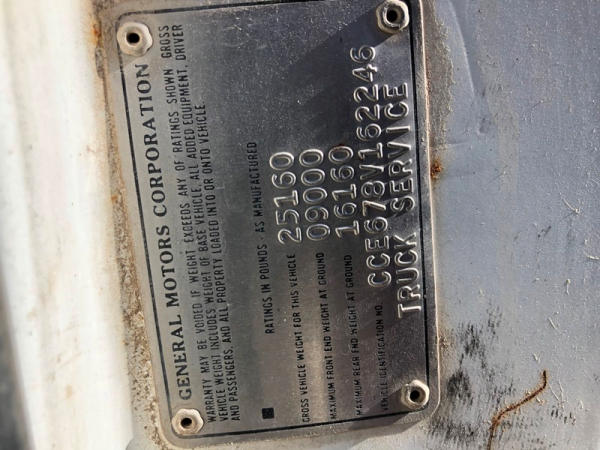 GENERAL MOTORS CORPORATION
WARRANTY MAY BE VOIDED IF WEIGHT EXCEEDS ANY OF RATINGS SHOWN GROSS
VEHICLE WEIGHT INCLUDES WEIGHT OF BASE VEHICLE, ALL ADDED EQUIPMENT, DRIVER
AND PASSENGERS, AND ALL PROPERTY LOADED INTO OR ONTO VEHICLE
RATINGS IN POUNDS - AS MANUFACTURED
GROSS VEHICLE WEIGHT FOR THIS VEHICLE 25160
MAXIMUM FRONT END WEIGHT AT GROUND 09000
MAXIMUM REAR END WEIGHT AT GROUND 16160
VEHICLE IDENTIFICATION NO. CCE678V162246
TRUCK SERVICE